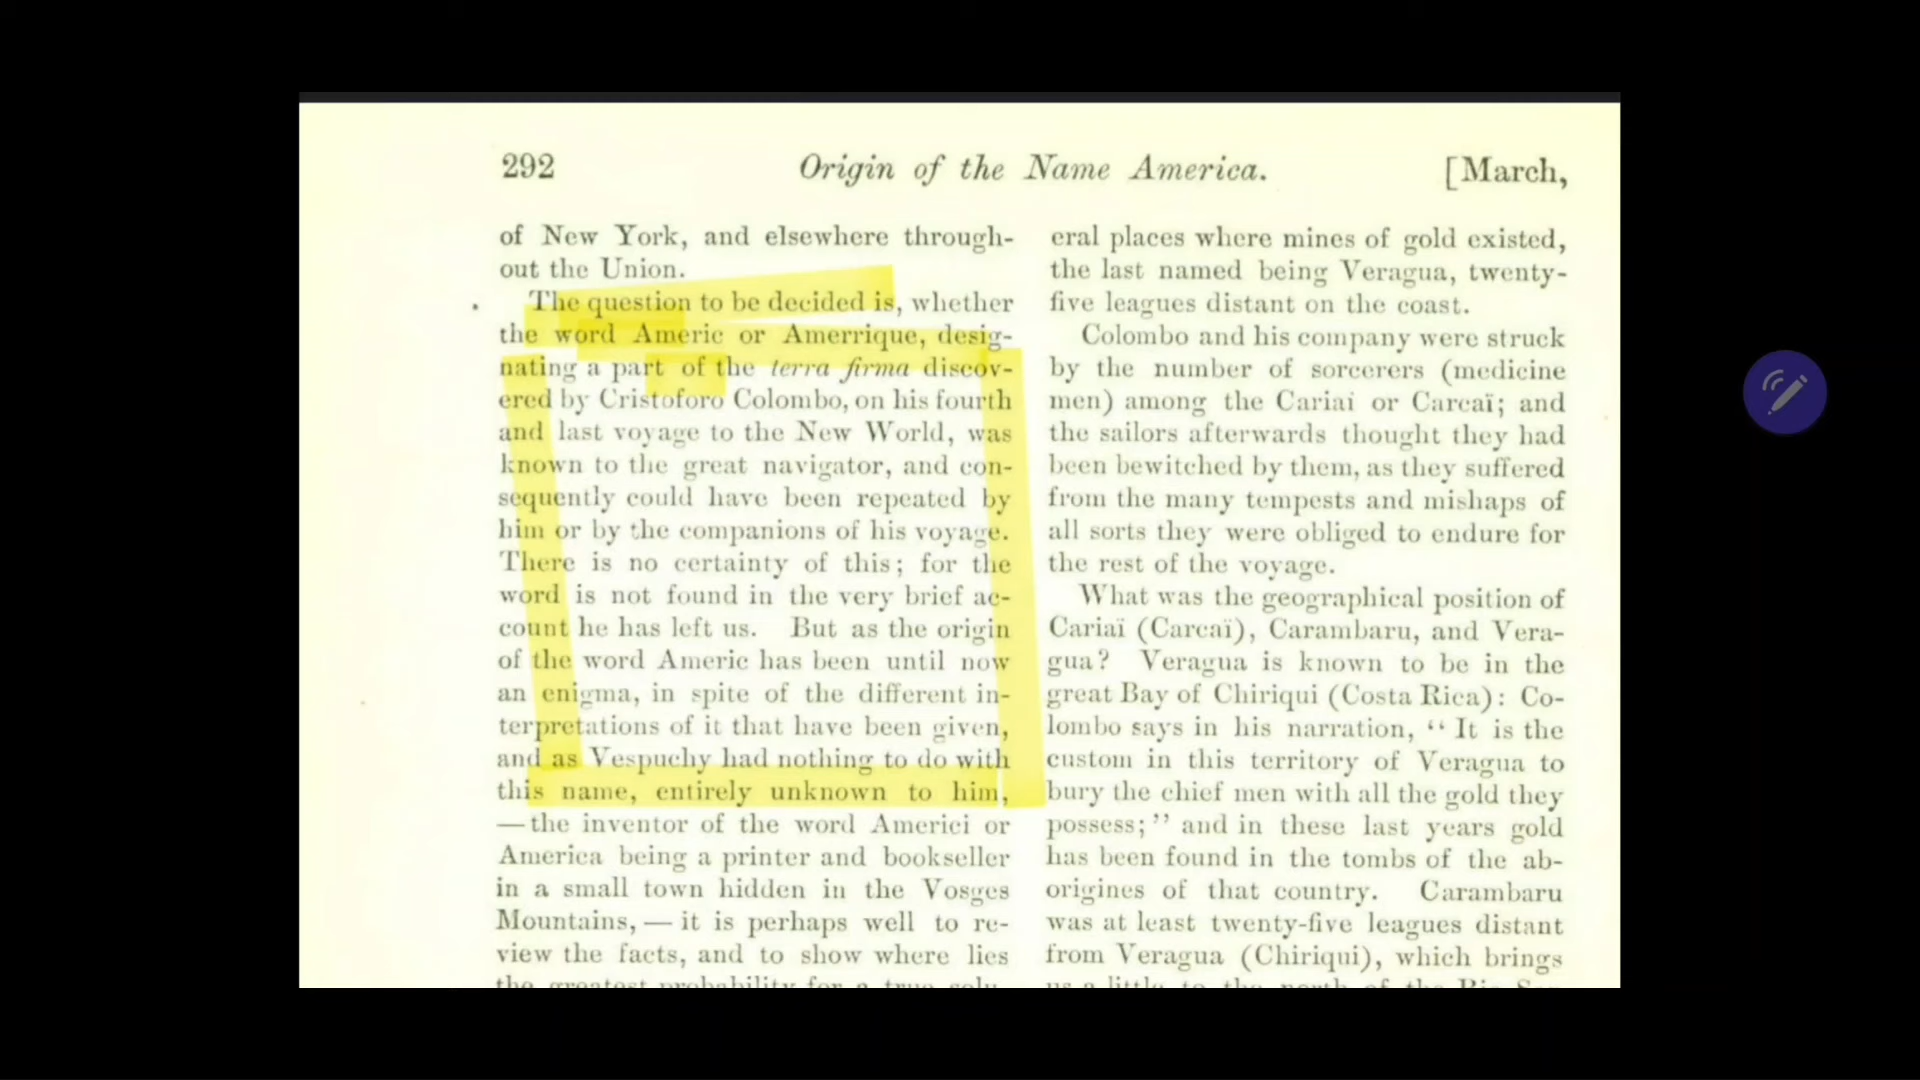 292
Origin of the Name America.
[March,
of New York, and elsewhere through-
out the Union.
The question to be decided is, whether
the word Americ or Amerrique, desig-
nating a part of the terra firma discov-
ered by Cristoforo Colombo, on his fourth
and last voyage to the New World, was
known to the great navigator, and con-
sequently could have been repeated by
him or by the companions of his voyage.
There is no certainty of this; for the
word is not found in the very brief ac-
count he has left us. But as the origin
of the word Americ has been until now
an enigma, in spite of the different in-
terpretations of it that have been given,
and as Vespuchy had nothing to do with
this name, entirely unknown to him,
—the inventor of the word Americi or
America being a printer and bookseller
in a small town hidden in the Vosges
Mountains, — it is perhaps well to re-
view the facts, and to show where lies
the greatest probability for a true solu-
eral places where mines of gold existed,
the last named being Veragua, twenty-
five leagues distant on the coast.
Colombo and his company were struck
by the number of sorcerers (medicine
men) among the Cariai or Carcaï; and
the sailors afterwards thought they had
been bewitched by them, as they suffered
from the many tempests and mishaps of
all sorts they were obliged to endure for
the rest of the voyage.
What was the geographical position of
Cariaï (Carcaï), Carambaru, and Vera-
gua? Veragua is known to be in the
great Bay of Chiriqui (Costa Rica): Co-
lombo says in his narration, “ It is the
custom in this territory of Veragua to
bury the chief men with all the gold they
possess;” and in these last years gold
has been found in the tombs of the ab-
origines of that country. Carambaru
was at least twenty-five leagues distant
from Veragua (Chiriqui), which brings
us a little to the north of the Rio San